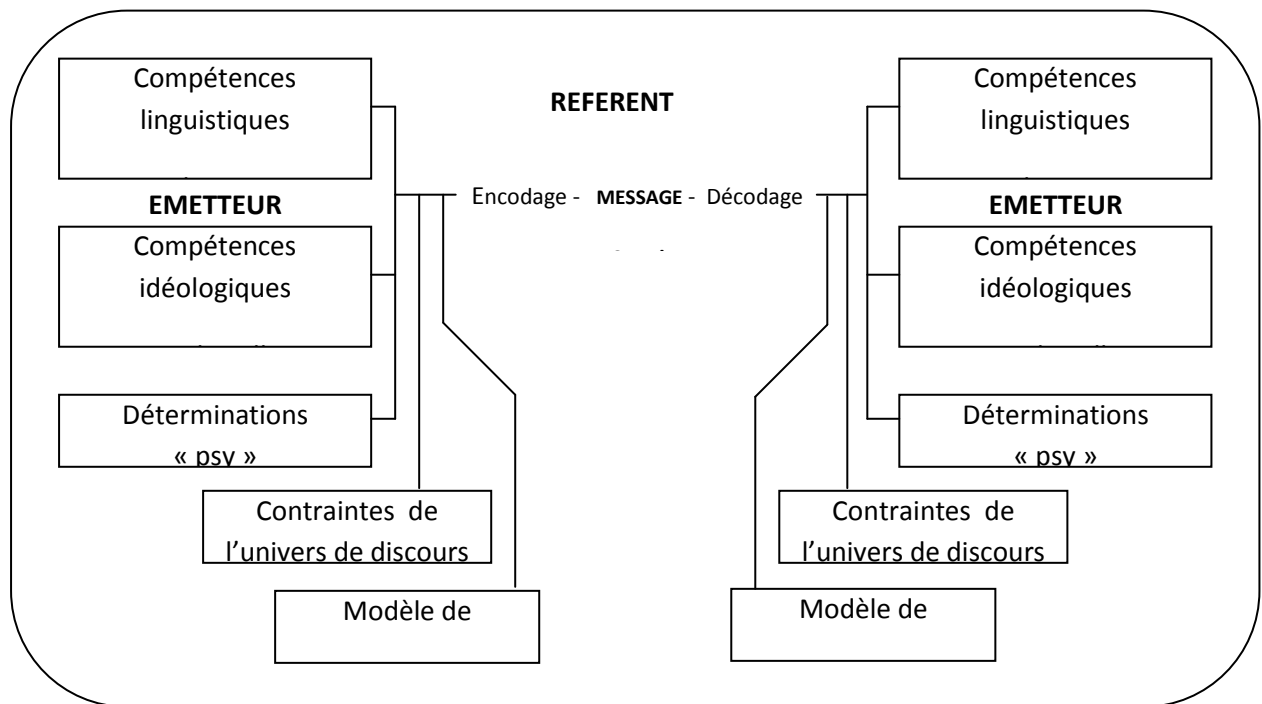 Compétences
linguistiques
EMETTEUR
Compétences
idéologiques
Déterminations
« psy »
Contraintes de
l'univers de discours
Modèle de
REFERENT
Encodage - MESSAGE - Décodage
Compétences
linguistiques
EMETTEUR
Compétences
idéologiques
Déterminations
« psy »
Contraintes de
l'univers de discours
Modèle de